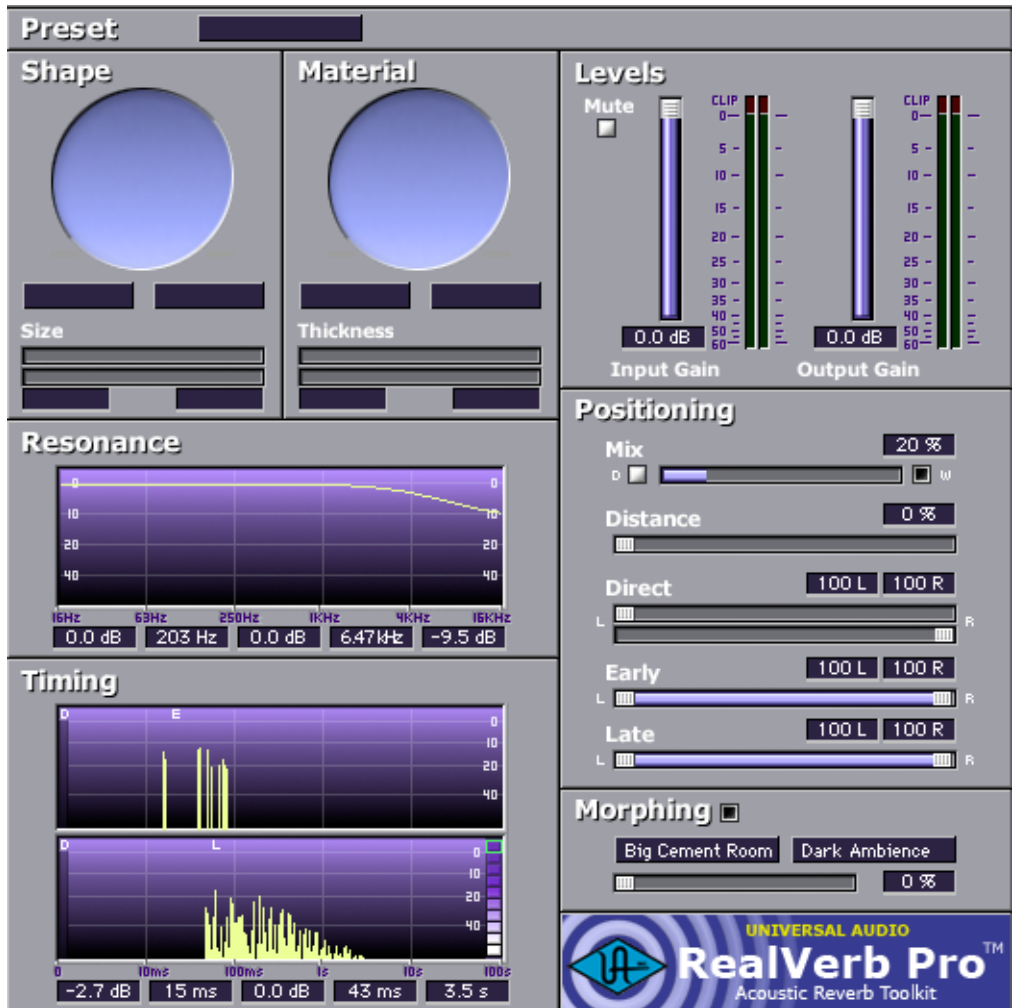 Preset
Shape
Material
Levels
Mute
CLIP
CLIP
0
0
5
5
10
10
15
15
20
20
25
25
30
30
35
35
40
40
50
50
60
60
0.0 dB
0.0 dB
Input Gain
Output Gain
Size
Thickness
Resonance
0
0
10
10
20
20
40
40
16Hz 63Hz 250Hz 1KHz 4KHz 16KHz
0.0 dB 203 Hz 0.0 dB 6.47kHz -9.5 dB
Timing
D E
0
10
20
40
D L
0
10
20
40
0 10ms 100ms 1s 10s 100s
-2.7 dB 15 ms 0.0 dB 43 ms 3.5 s
Positioning
Mix 20 %
D W
Distance 0 %
Direct 100 L 100 R
L R
Early 100 L 100 R
L R
Late 100 L 100 R
L R
Morphing
Big Cement Room Dark Ambience
0 %
UNIVERSAL AUDIO
UA RealVerb Pro™
Acoustic Reverb Toolkit